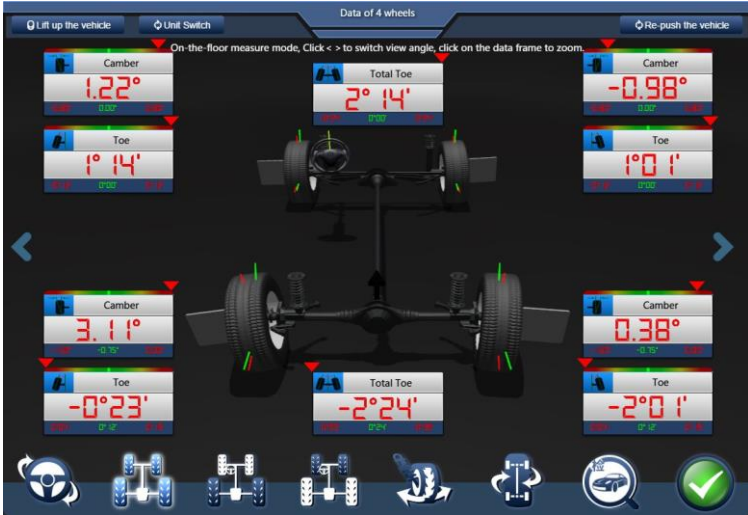 Data of 4 wheels
Lift up the vehicle
Unit Switch
Re-push the vehicle
On-the-floor measure mode, Click < > to switch view angle, click on the data frame to zoom.
Camber
1.22°
0.00°
Total Toe
2°14'
0°00'
Camber
-0.98°
0.00°
Toe
1°14'
0°00'
Toe
1°01'
0°00'
Camber
3.11°
-0.75°
Camber
0.38°
-0.75°
Toe
-0°23'
0°12'
Total Toe
-2°24'
0°24'
Toe
-2°01'
0°12'